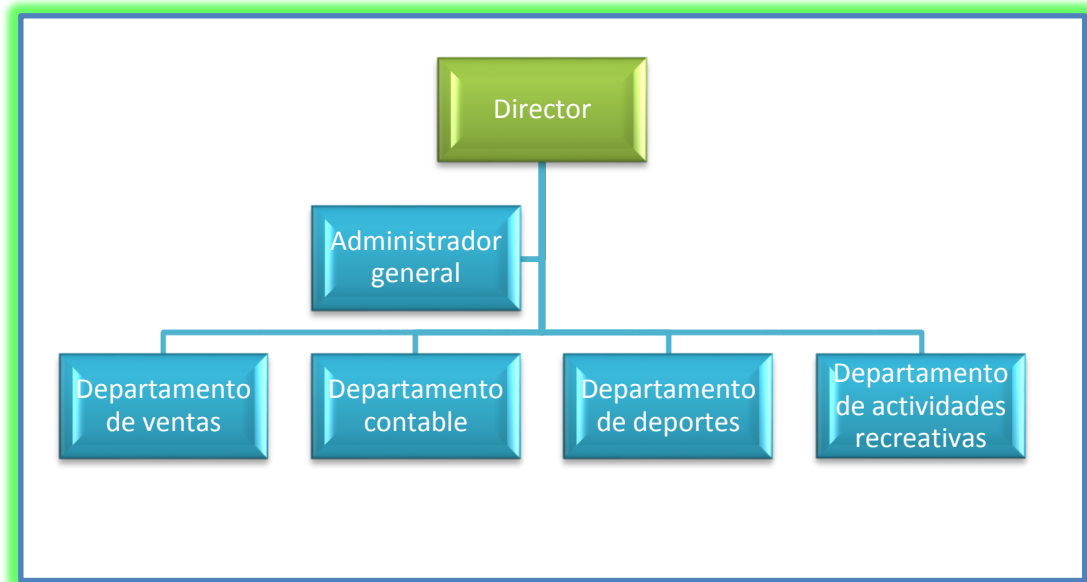 Director
Administrador
general
Departamento
de ventas
Departamento
contable
Departamento
de deportes
Departamento
de actividades
recreativas